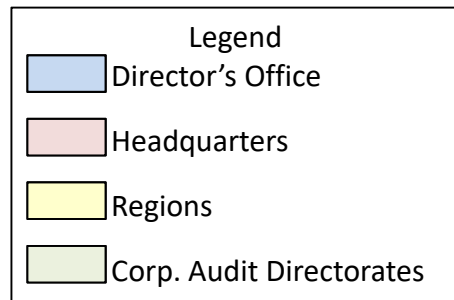 Legend
Director’s Office
Headquarters
Regions
Corp. Audit Directorates